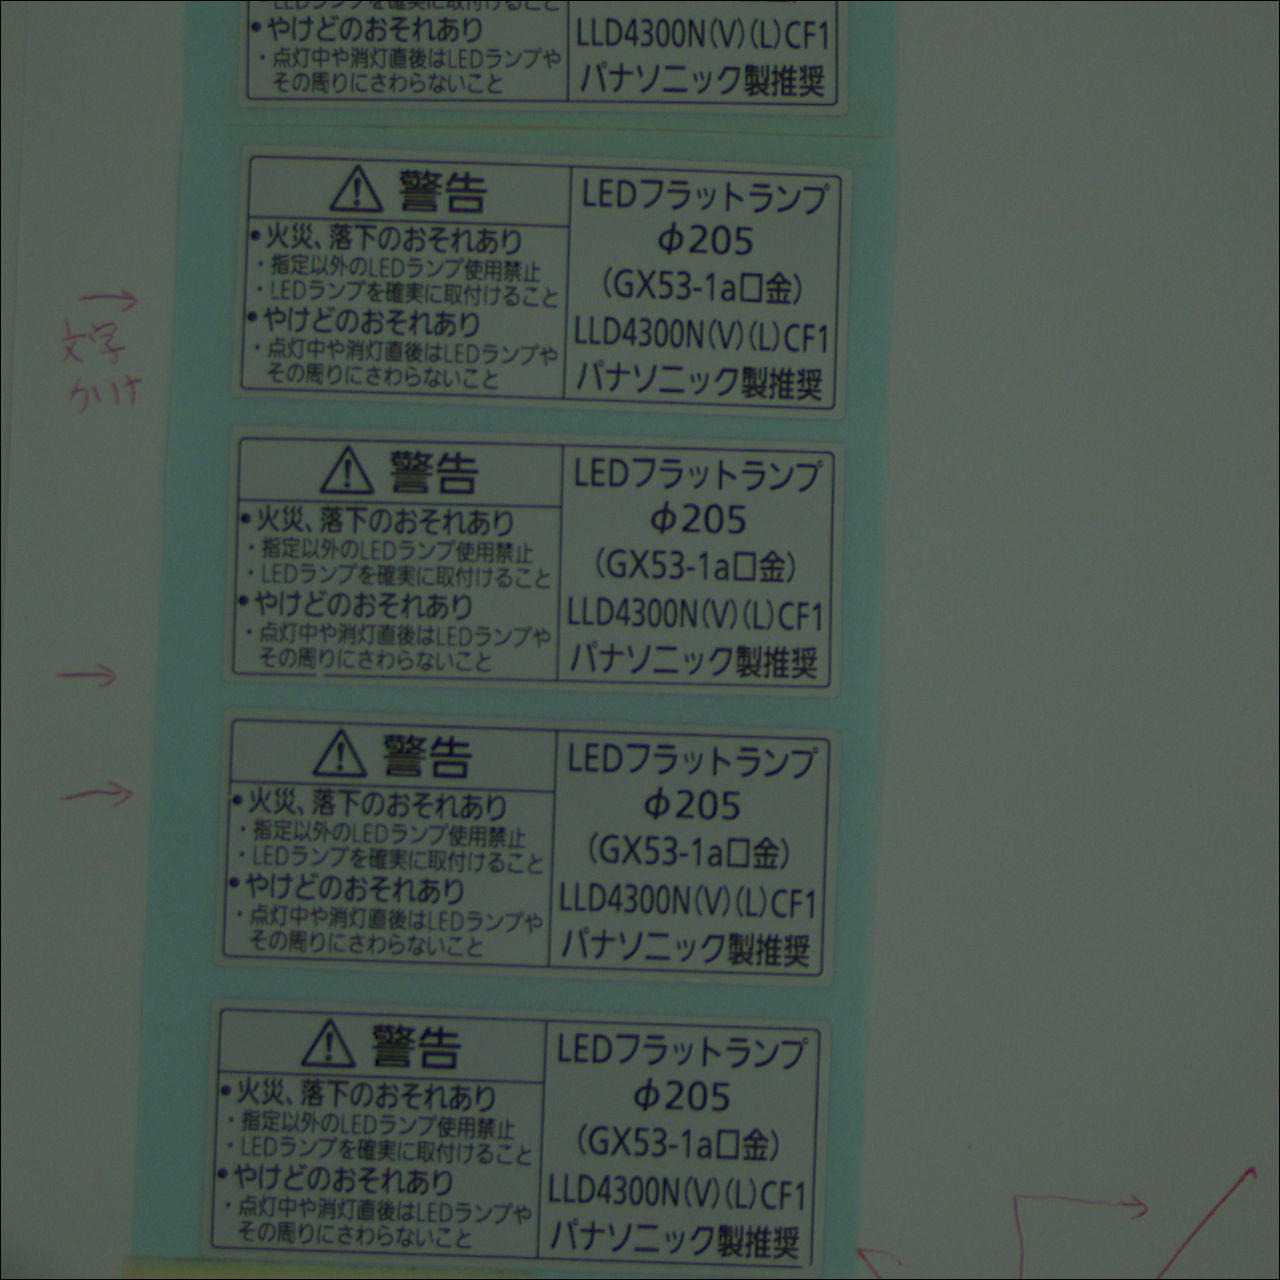 LEDランプを確実に取付けること
•やけどのおそれあり
・点灯中や消灯直後はLEDランプや
その周りにさわらないこと
LLD4300N(V)(L)CF1
パナソニック製推奨
警告
•火災、落下のおそれあり
・指定以外のLEDランプ使用禁止
・LEDランプを確実に取付けること
•やけどのおそれあり
・点灯中や消灯直後はLEDランプや
その周りにさわらないこと
LEDフラットランプ
Φ205
(GX53-1a口金)
LLD4300N(V)(L)CF1
パナソニック製推奨
文字
カケ
警告
•火災、落下のおそれあり
・指定以外のLEDランプ使用禁止
・LEDランプを確実に取付けること
•やけどのおそれあり
・点灯中や消灯直後はLEDランプや
その周りにさわらないこと
LEDフラットランプ
Φ205
(GX53-1a口金)
LLD4300N(V)(L)CF1
パナソニック製推奨
警告
•火災、落下のおそれあり
・指定以外のLEDランプ使用禁止
・LEDランプを確実に取付けること
•やけどのおそれあり
・点灯中や消灯直後はLEDランプや
その周りにさわらないこと
LEDフラットランプ
Φ205
(GX53-1a口金)
LLD4300N(V)(L)CF1
パナソニック製推奨
警告
•火災、落下のおそれあり
・指定以外のLEDランプ使用禁止
・LEDランプを確実に取付けること
•やけどのおそれあり
・点灯中や消灯直後はLEDランプや
その周りにさわらないこと
LEDフラットランプ
Φ205
(GX53-1a口金)
LLD4300N(V)(L)CF1
パナソニック製推奨